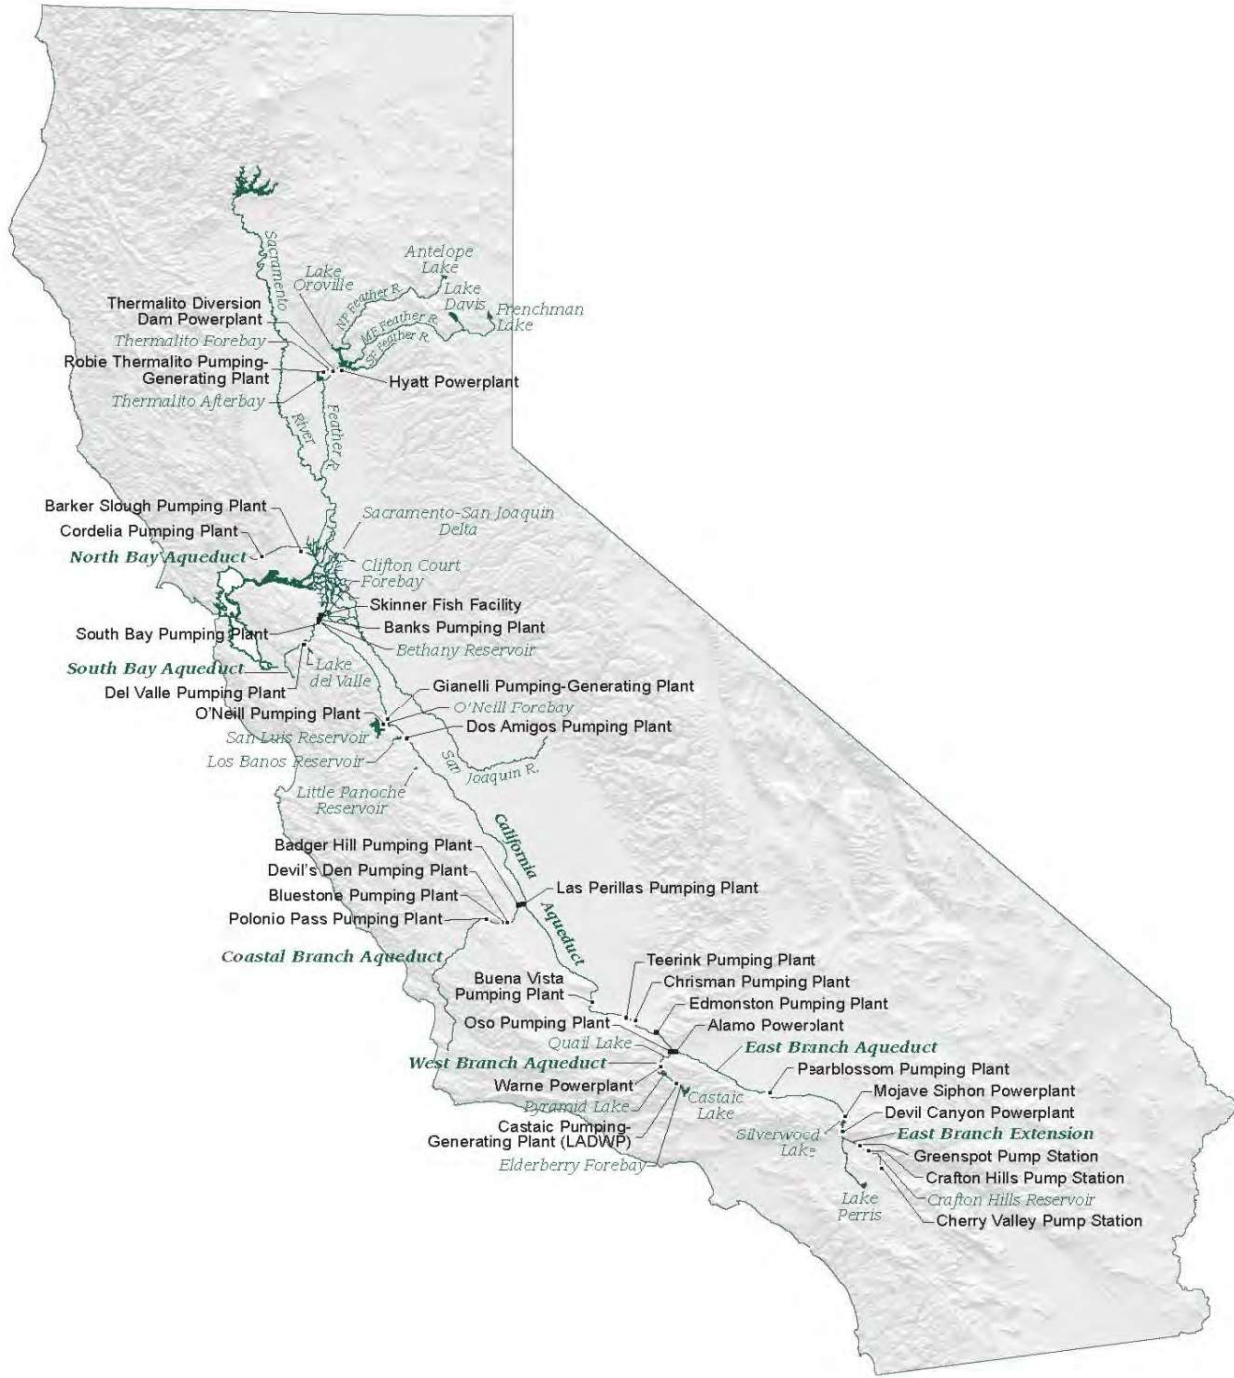 Sacramento
River
Antelope
Lake
Lake
Oroville
Lake
Davis
Frenchman
Lake
NF Feather R.
MF Feather R.
SF Feather R.
Thermalito Diversion
Dam Powerplant
Thermalito Forebay
Robie Thermalito Pumping-
Generating Plant
Thermalito Afterbay
Hyatt Powerplant
Feather R.
Barker Slough Pumping Plant
Cordelia Pumping Plant
North Bay Aqueduct
Sacramento-San Joaquin
Delta
Clifton Court
Forebay
Skinner Fish Facility
Banks Pumping Plant
Bethany Reservoir
South Bay Pumping Plant
South Bay Aqueduct
Lake
del Valle
Del Valle Pumping Plant
Gianelli Pumping-Generating Plant
O'Neill Forebay
O'Neill Pumping Plant
Dos Amigos Pumping Plant
San Luis Reservoir
Los Banos Reservoir
San Joaquin R.
Little Panoche
Reservoir
California Aqueduct
Badger Hill Pumping Plant
Devil's Den Pumping Plant
Las Perillas Pumping Plant
Bluestone Pumping Plant
Polonio Pass Pumping Plant
Coastal Branch Aqueduct
Teerink Pumping Plant
Buena Vista
Pumping Plant
Chrisman Pumping Plant
Edmonston Pumping Plant
Oso Pumping Plant
Alamo Powerplant
Quail Lake
East Branch Aqueduct
West Branch Aqueduct
Pearblossom Pumping Plant
Warne Powerplant
Mojave Siphon Powerplant
Pyramid Lake
Castaic
Lake
Devil Canyon Powerplant
Castaic Pumping-
Generating Plant (LADWP)
Silverwood
Lake
East Branch Extension
Greenspot Pump Station
Elderberry Forebay
Crafton Hills Pump Station
Crafton Hills Reservoir
Lake
Perris
Cherry Valley Pump Station